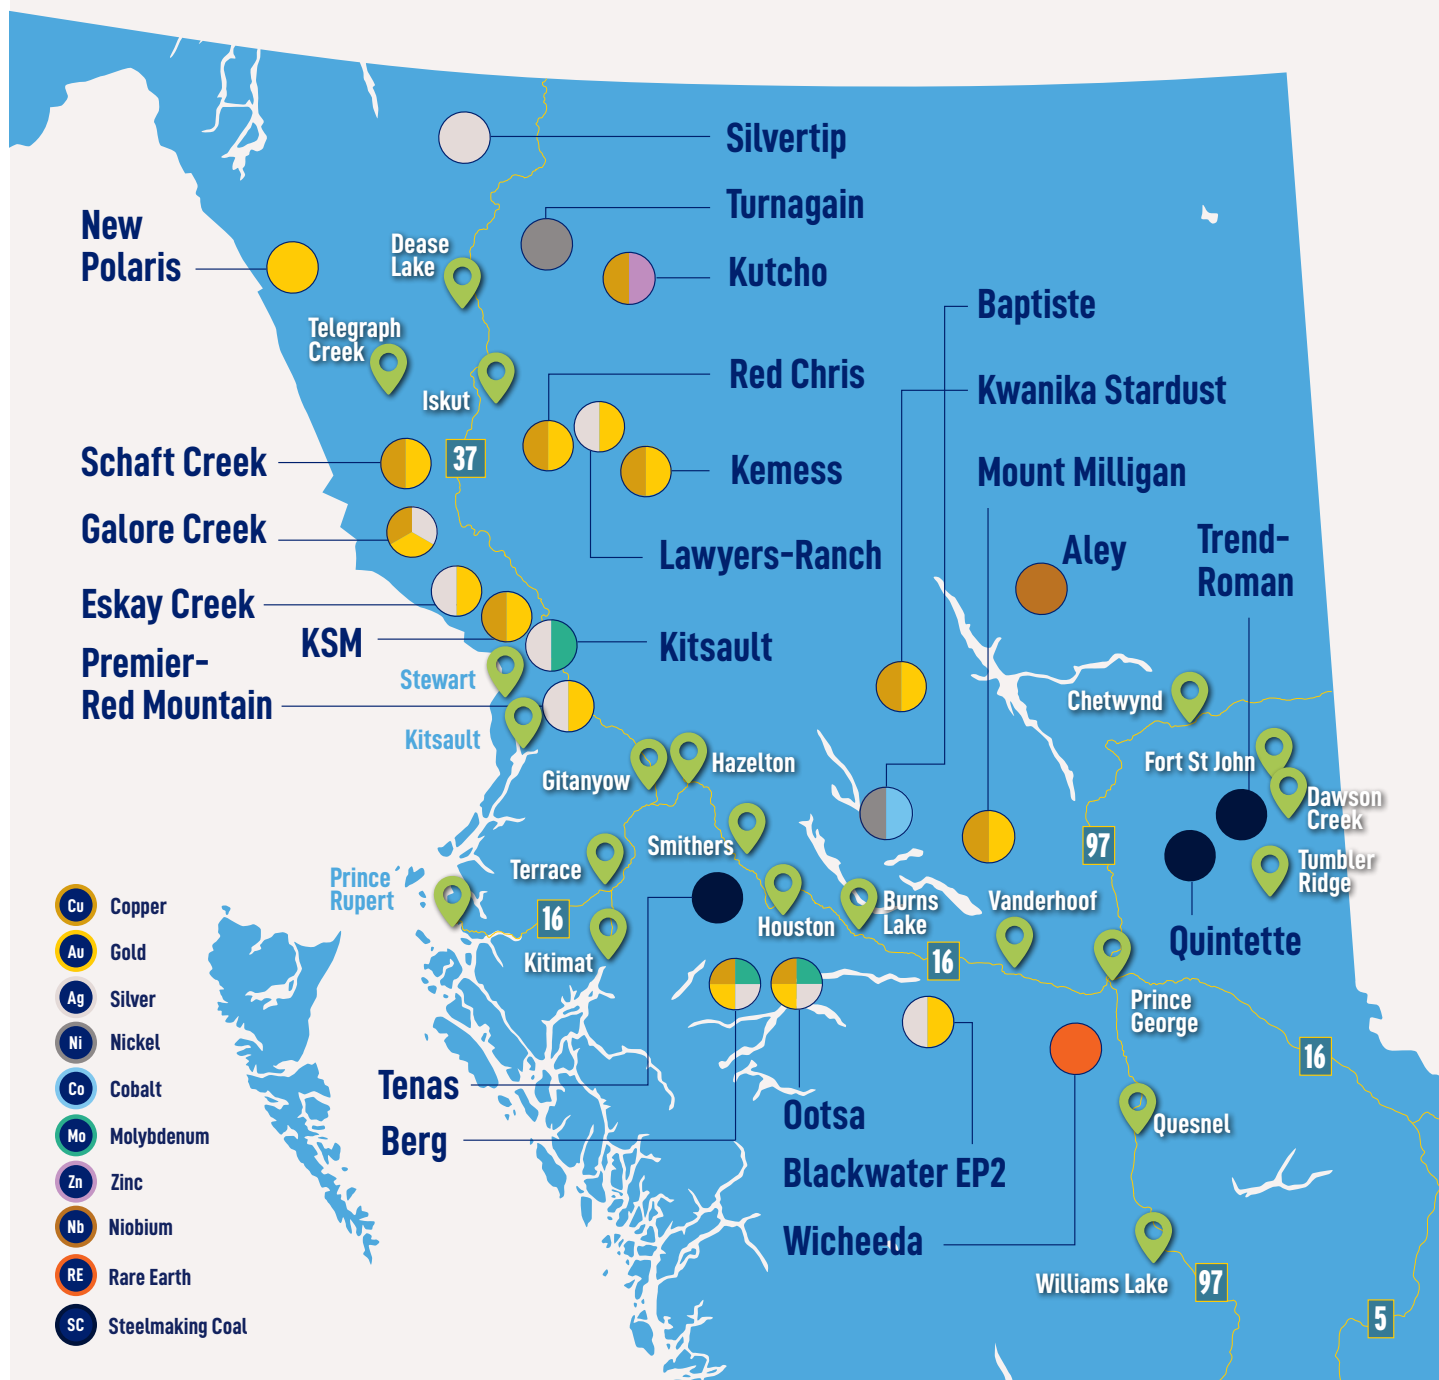 Silvertip
Turnagain
Kutcho
New
Polaris
Dease
Lake
Telegraph
Creek
Iskut
Baptiste
Red Chris
Kwanika Stardust
Schaft Creek
37
Kemess
Mount Milligan
Galore Creek
Lawyers-Ranch
Aley
Trend-
Roman
Eskay Creek
KSM
Kitsault
Premier-
Red Mountain
Stewart
Kitsault
Chetwynd
Gitanyow
Hazelton
Fort St John
Dawson
Creek
Smithers
97
Terrace
Tumbler
Ridge
Prince
Rupert
16
Houston
Burns
Lake
Vanderhoof
Kitimat
16
Quintette
Prince
George
16
Tenas
Berg
Ootsa
Quesnel
Blackwater EP2
Wicheeda
Williams Lake
97
5
Cu Copper
Au Gold
Ag Silver
Ni Nickel
Co Cobalt
Mo Molybdenum
Zn Zinc
Nb Niobium
RE Rare Earth
SC Steelmaking Coal